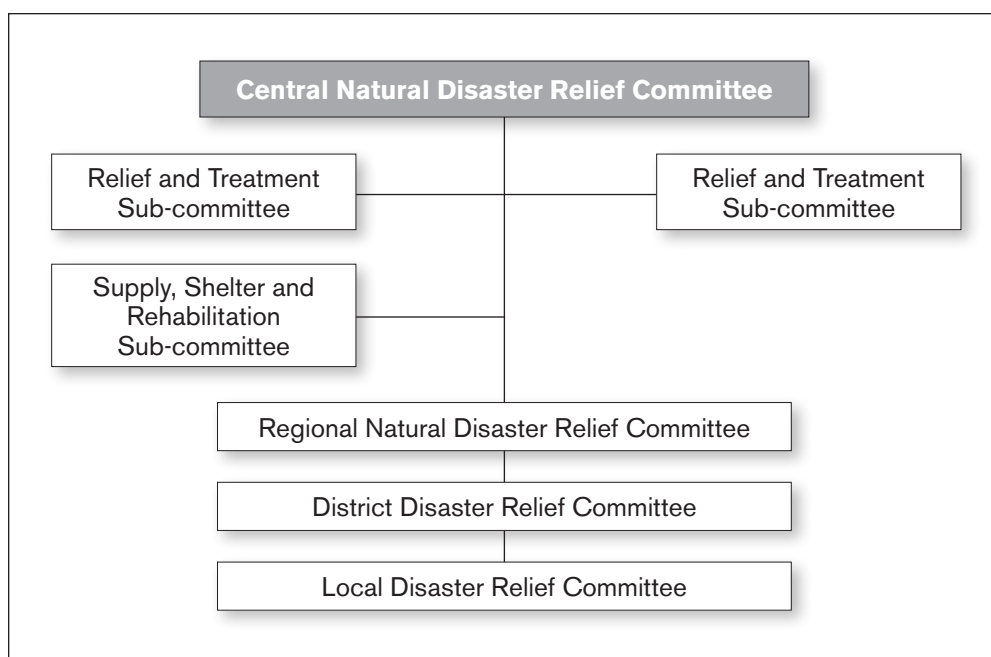 Central Natural Disaster Relief Committee
Relief and Treatment
Sub-committee
Relief and Treatment
Sub-committee
Supply, Shelter and
Rehabilitation
Sub-committee
Regional Natural Disaster Relief Committee
District Disaster Relief Committee
Local Disaster Relief Committee